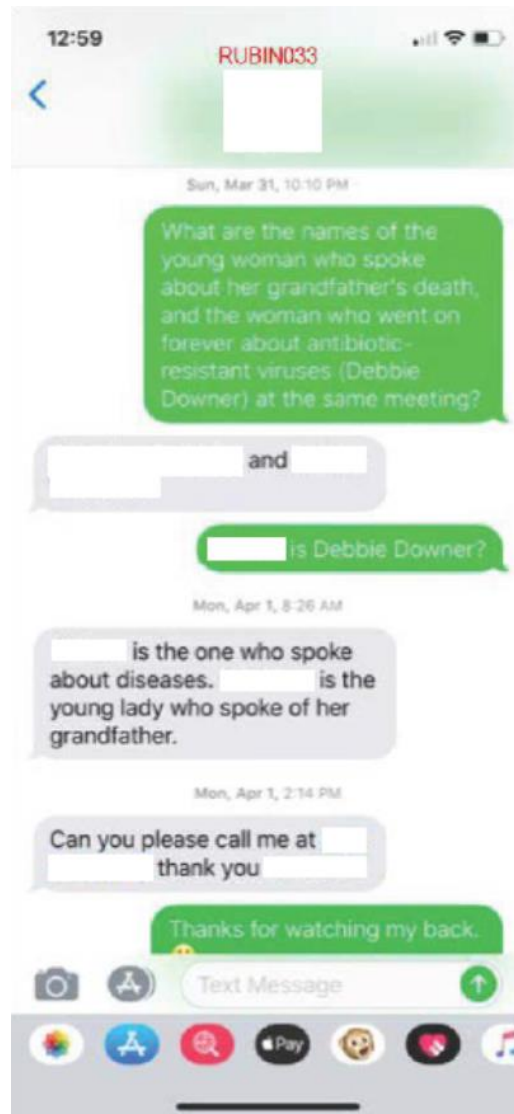 12:59
RUBIN033
Sun, Mar 31, 10:10 PM
What are the names of the
young woman who spoke
about her grandfather's death,
and the woman who went on
forever about antibiotic-
resistant viruses (Debbie
Downer) at the same meeting?
and
is Debbie Downer?
Mon, Apr 1, 8:26 AM
is the one who spoke
about diseases. is the
young lady who spoke of her
grandfather.
Mon, Apr 1, 2:14 PM
Can you please call me at
thank you
Thanks for watching my back.
Text Message
Pay